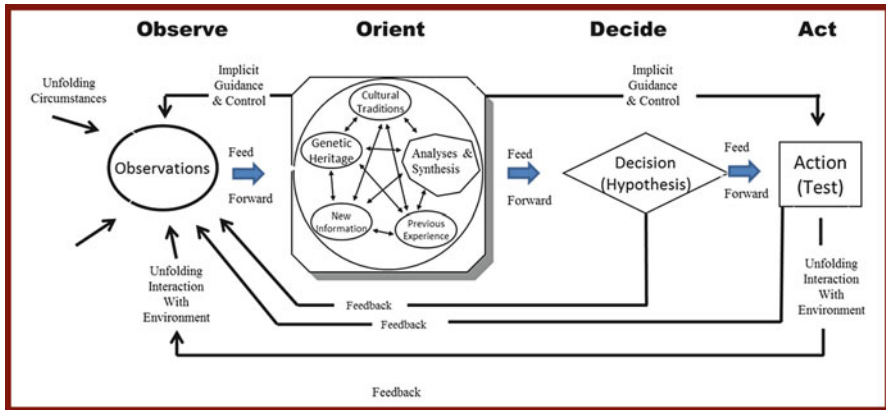 Observe
Orient
Decide
Act
Unfolding
Circumstances
Implicit
Guidance
& Control
Implicit
Guidance
& Control
Observations
Feed
Forward
Cultural
Traditions
Genetic
Heritage
Analyses &
Synthesis
New
Information
Previous
Experience
Feed
Forward
Decision
(Hypothesis)
Feed
Forward
Action
(Test)
Unfolding
Interaction
With
Environment
Unfolding
Interaction
With
Environment
Feedback
Feedback
Feedback